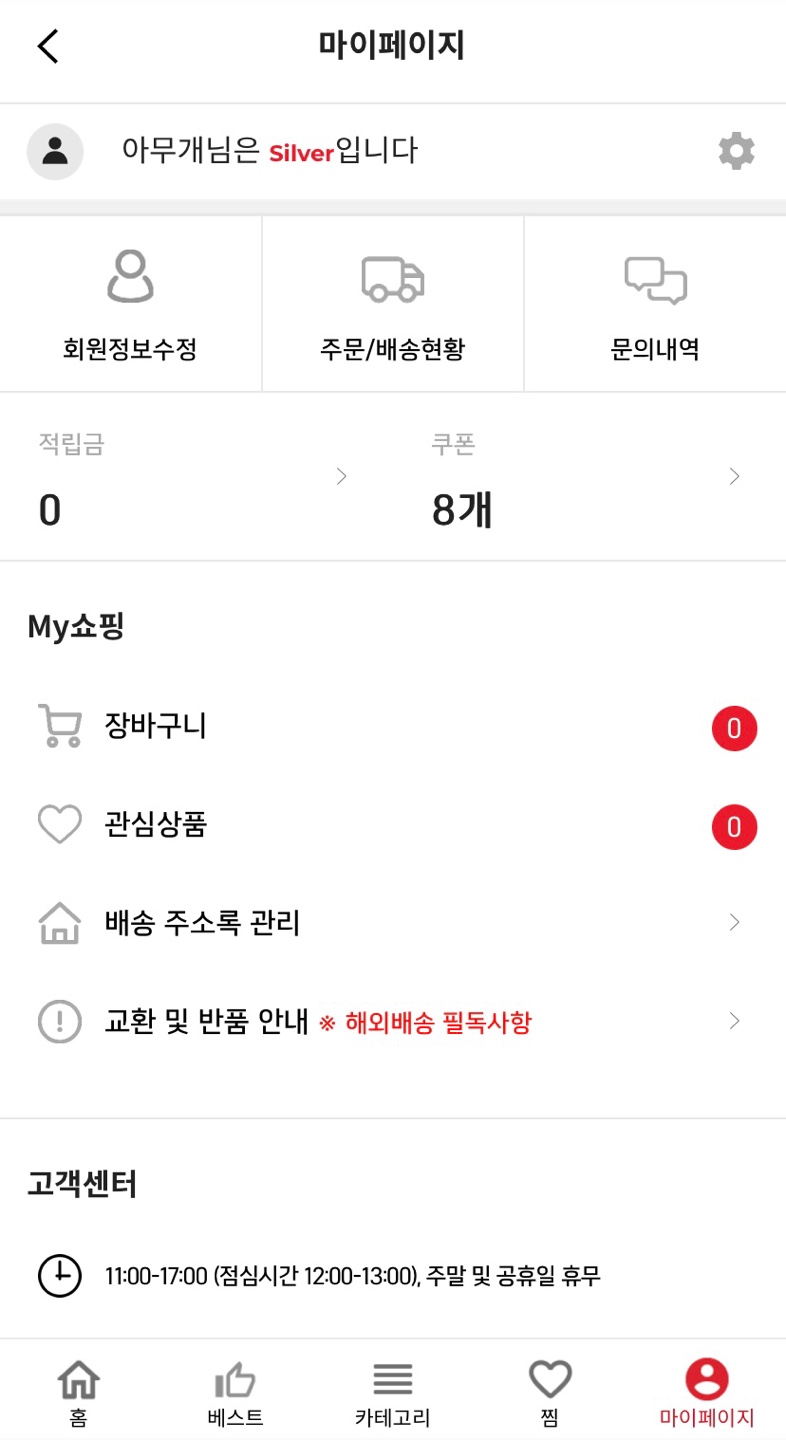 마이페이지
아무개님은 Silver입니다
회원정보수정
주문/배송현황
문의내역
적립금
쿠폰
0
8개
My쇼핑
장바구니
0
관심상품
0
배송 주소록 관리
교환 및 반품 안내 ※ 해외배송 필독사항
고객센터
11:00-17:00 (점심시간 12:00-13:00), 주말 및 공휴일 휴무
홈
베스트
카테고리
찜
마이페이지